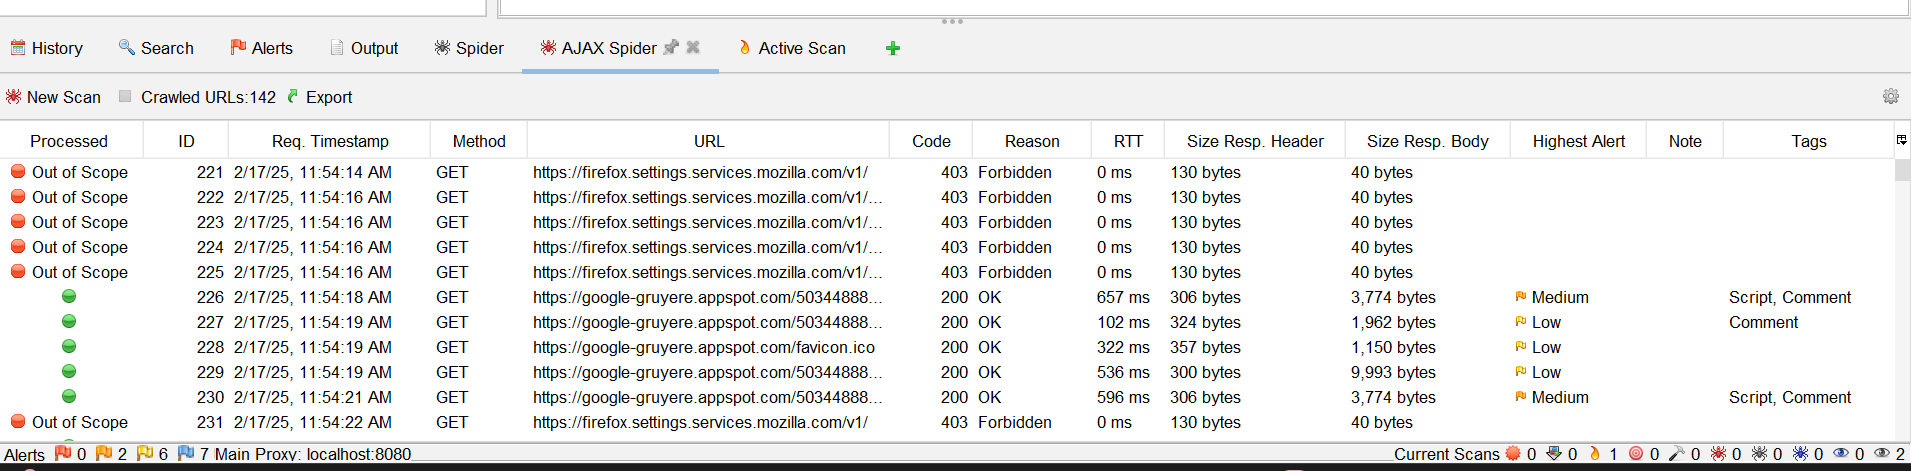 History Search Alerts Output Spider AJAX Spider Active Scan
New Scan Crawled URLs:142 Export
Processed ID Req. Timestamp Method URL Code Reason RTT Size Resp. Header Size Resp. Body Highest Alert Note Tags
Out of Scope 221 2/17/25, 11:54:14 AM GET https://firefox.settings.services.mozilla.com/v1/ 403 Forbidden 0 ms 130 bytes 40 bytes
Out of Scope 222 2/17/25, 11:54:16 AM GET https://firefox.settings.services.mozilla.com/v1/... 403 Forbidden 0 ms 130 bytes 40 bytes
Out of Scope 223 2/17/25, 11:54:16 AM GET https://firefox.settings.services.mozilla.com/v1/... 403 Forbidden 0 ms 130 bytes 40 bytes
Out of Scope 224 2/17/25, 11:54:16 AM GET https://firefox.settings.services.mozilla.com/v1/... 403 Forbidden 0 ms 130 bytes 40 bytes
Out of Scope 225 2/17/25, 11:54:16 AM GET https://firefox.settings.services.mozilla.com/v1/... 403 Forbidden 0 ms 130 bytes 40 bytes
226 2/17/25, 11:54:18 AM GET https://google-gruyere.appspot.com/50344888... 200 OK 657 ms 306 bytes 3,774 bytes Medium Script, Comment
227 2/17/25, 11:54:19 AM GET https://google-gruyere.appspot.com/50344888... 200 OK 102 ms 324 bytes 1,962 bytes Low Comment
228 2/17/25, 11:54:19 AM GET https://google-gruyere.appspot.com/favicon.ico 200 OK 322 ms 357 bytes 1,150 bytes Low
229 2/17/25, 11:54:19 AM GET https://google-gruyere.appspot.com/50344888... 200 OK 536 ms 300 bytes 9,993 bytes Low
230 2/17/25, 11:54:21 AM GET https://google-gruyere.appspot.com/50344888... 200 OK 596 ms 306 bytes 3,774 bytes Medium Script, Comment
Out of Scope 231 2/17/25, 11:54:22 AM GET https://firefox.settings.services.mozilla.com/v1/ 403 Forbidden 0 ms 130 bytes 40 bytes
Alerts 0 2 6 7 Main Proxy: localhost:8080 Current Scans 0 0 1 0 0 0 0 0 0 2